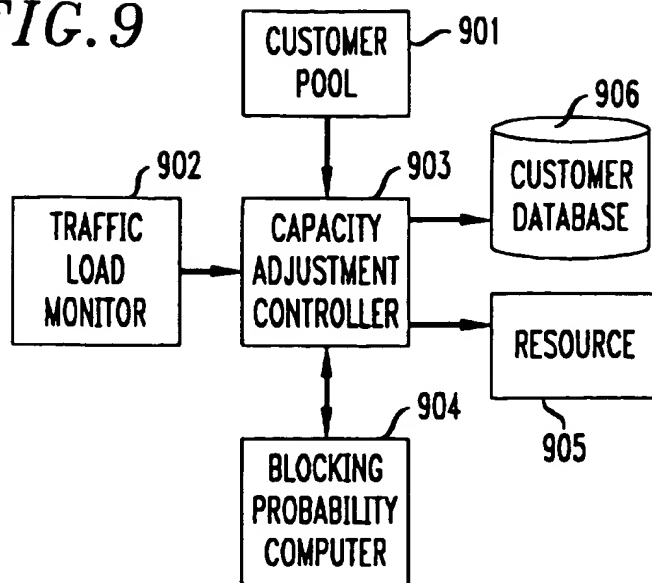 FIG. 9
CUSTOMER
POOL
901
906
CUSTOMER
DATABASE
902
TRAFFIC
LOAD
MONITOR
903
CAPACITY
ADJUSTMENT
CONTROLLER
RESOURCE
905
904
BLOCKING
PROBABILITY
COMPUTER